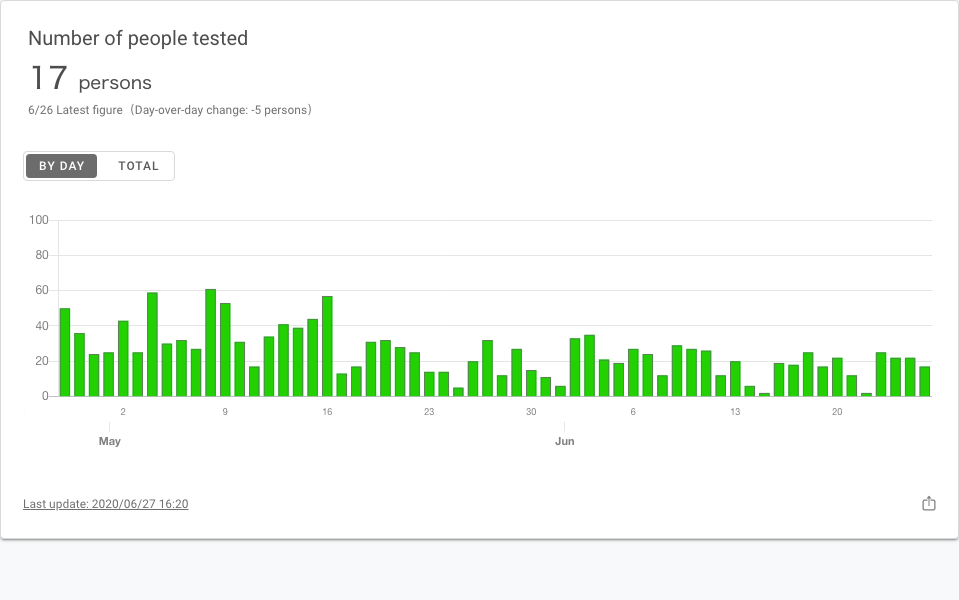 Number of people tested
17 persons
6/26 Latest figure（Day-over-day change: -5 persons）
BY DAY TOTAL
100
80
60
40
20
0
2 9 16 23 30 6 13 20
May Jun
Last update: 2020/06/27 16:20